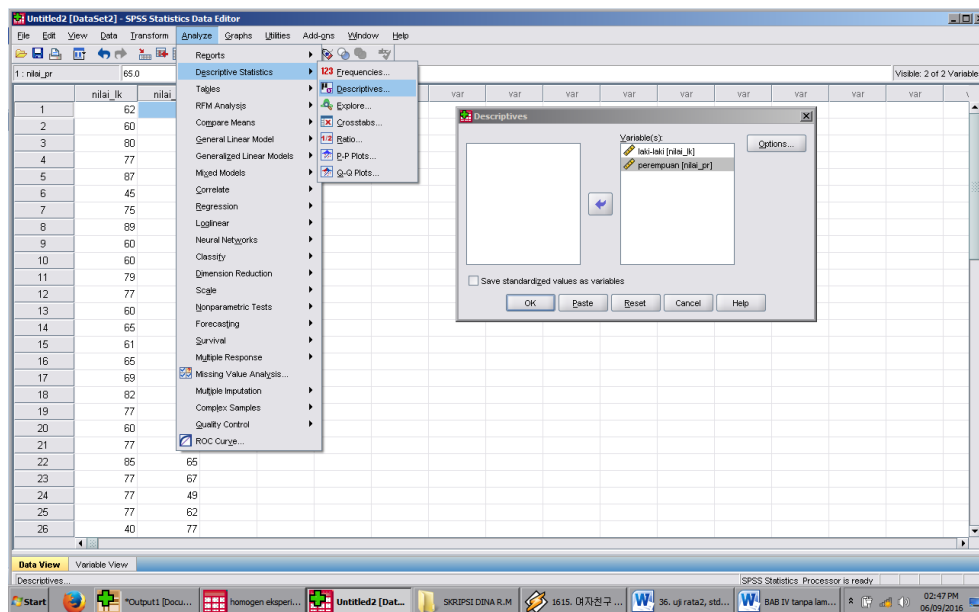 Untitled2 [DataSet2] - SPSS Statistics Data Editor
File Edit View Data Transform Analyze Graphs Utilities Add-ons Window Help
1 : nilai_pr 65.0 Visible: 2 of 2 Variable
nilai_lk nilai_ var var var var var var var var var
1 62
2 60
3 80
4 77
5 87
6 45
7 75
8 89
9 60
10 60
11 79
12 77
13 60
14 65
15 61
16 65
17 69
18 82
19 77
20 60
21 77
22 85 65
23 77 67
24 77 49
25 77 62
26 40 77
Reports
Descriptive Statistics
Tables
RFM Analysis
Compare Means
General Linear Model
Generalized Linear Models
Mixed Models
Correlate
Regression
Loglinear
Neural Networks
Classify
Dimension Reduction
Scale
Nonparametric Tests
Forecasting
Survival
Multiple Response
Missing Value Analysis...
Multiple Imputation
Complex Samples
Quality Control
ROC Curve...
123 Frequencies...
Descriptives...
Explore...
Crosstabs...
1/2 Ratio...
P-P Plots...
Q-Q Plots...
Descriptives
Variable(s):
laki-laki [nilai_lk]
perempuan [nilai_pr]
Options...
Save standardized values as variables
OK Paste Reset Cancel Help
Data View Variable View
Descriptives... SPSS Statistics Processor is ready
Start *Output1 [Docu... homogen eksperi... Untitled2 [Dat... SKRIPSI DINA R.M 1615. 여자친구 ... 36. uji rata2, std... BAB IV tanpa lam... 02:47 PM
06/09/2016